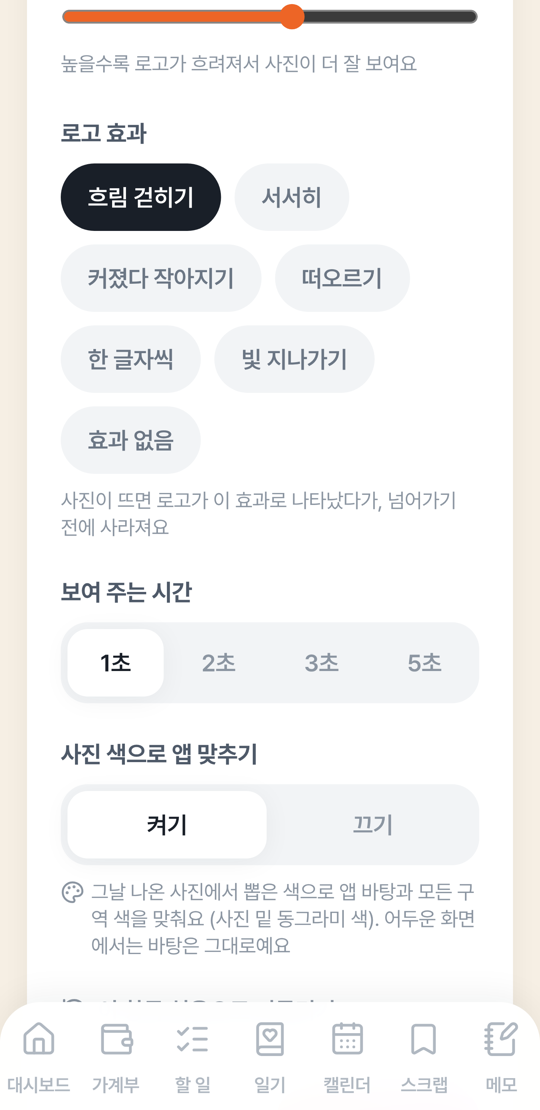 높을수록 로고가 흐려져서 사진이 더 잘 보여요
로고 효과
흐림 걷히기
서서히
커졌다 작아지기
떠오르기
한 글자씩
빛 지나가기
효과 없음
사진이 뜨면 로고가 이 효과로 나타났다가, 넘어가기
전에 사라져요
보여 주는 시간
1초
2초
3초
5초
사진 색으로 앱 맞추기
켜기
끄기
그날 나온 사진에서 뽑은 색으로 앱 바탕과 모든 구
역 색을 맞춰요 (사진 밑 동그라미 색). 어두운 화면
에서는 바탕은 그대로예요
대시보드
가계부
할 일
일기
캘린더
스크랩
메모